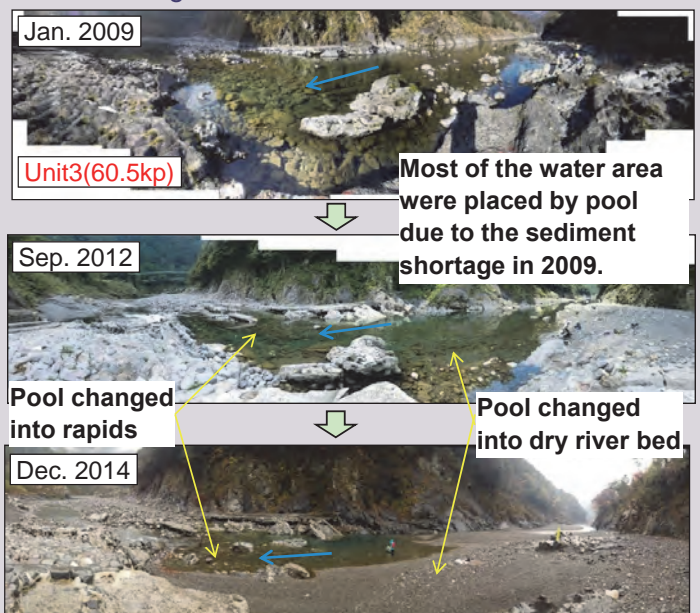 Jan. 2009
Unit3(60.5kp)
Most of the water area
were placed by pool
due to the sediment
shortage in 2009.
Sep. 2012
Pool changed
into rapids
Pool changed
into dry river bed
Dec. 2014